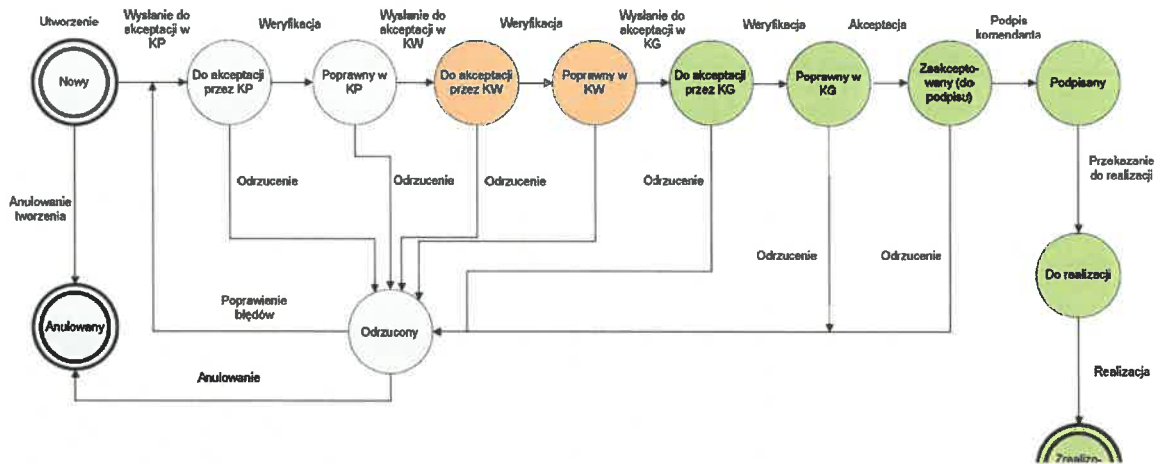 Utworzenie
Wysłanie do
akceptacji w
KP
Weryfikacja
Wysłanie do
akceptacji w
KW
Weryfikacja
Wysłanie do
akceptacji w
KG
Weryfikacja
Akceptacja
Podpis
komendanta
Nowy
Do akceptacji
przez KP
Poprawny w
KP
Do akceptacji
przez KW
Poprawny w
KW
Do akceptacji
przez KG
Poprawny w
KG
Zaakcepto-
wany (do
podpisu)
Podpisany
Anulowanie
tworzenia
Odrzucenie
Odrzucenie
Odrzucenie
Odrzucenie
Odrzucenie
Odrzucenie
Przekazanie
do realizacji
Do realizacji
Anulowany
Poprawienie
błędów
Odrzucony
Anulowanie
Realizacja
Zrealizo-